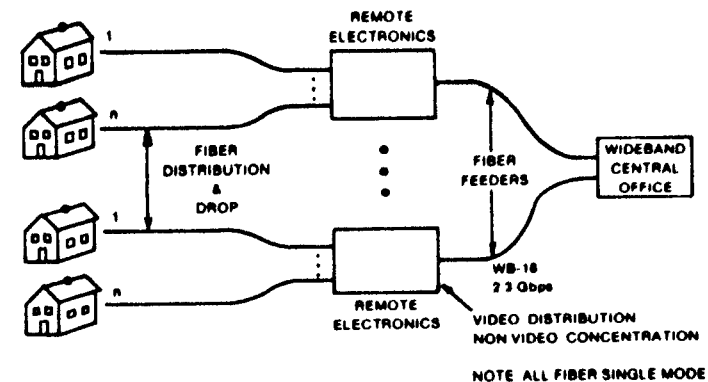 REMOTE
ELECTRONICS
1
n
FIBER
DISTRIBUTION
&
DROP
FIBER
FEEDERS
WIDEBAND
CENTRAL
OFFICE
1
n
REMOTE
ELECTRONICS
WB-16
2 3 Gbps
VIDEO DISTRIBUTION
NON VIDEO CONCENTRATION
NOTE ALL FIBER SINGLE MODE